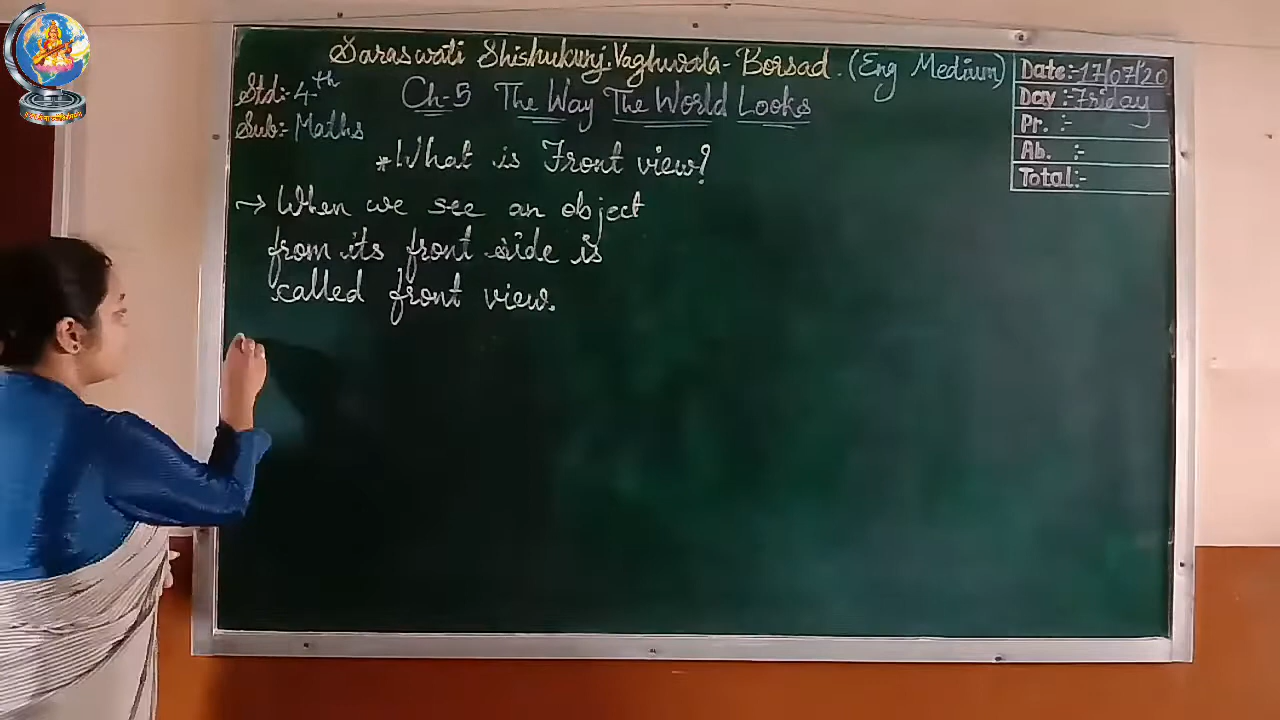 Saraswati Shishukunj. Vaghwala - Borsad. (Eng Medium)
Std:- 4th
Sub:- Maths
Ch-5 The Way The World Looks
Date:- 17/07/'20
Day :- Friday
Pr. :-
Ab. :-
Total:-
* What is Front view?
→ When we see an object
from its front side is
called front view.